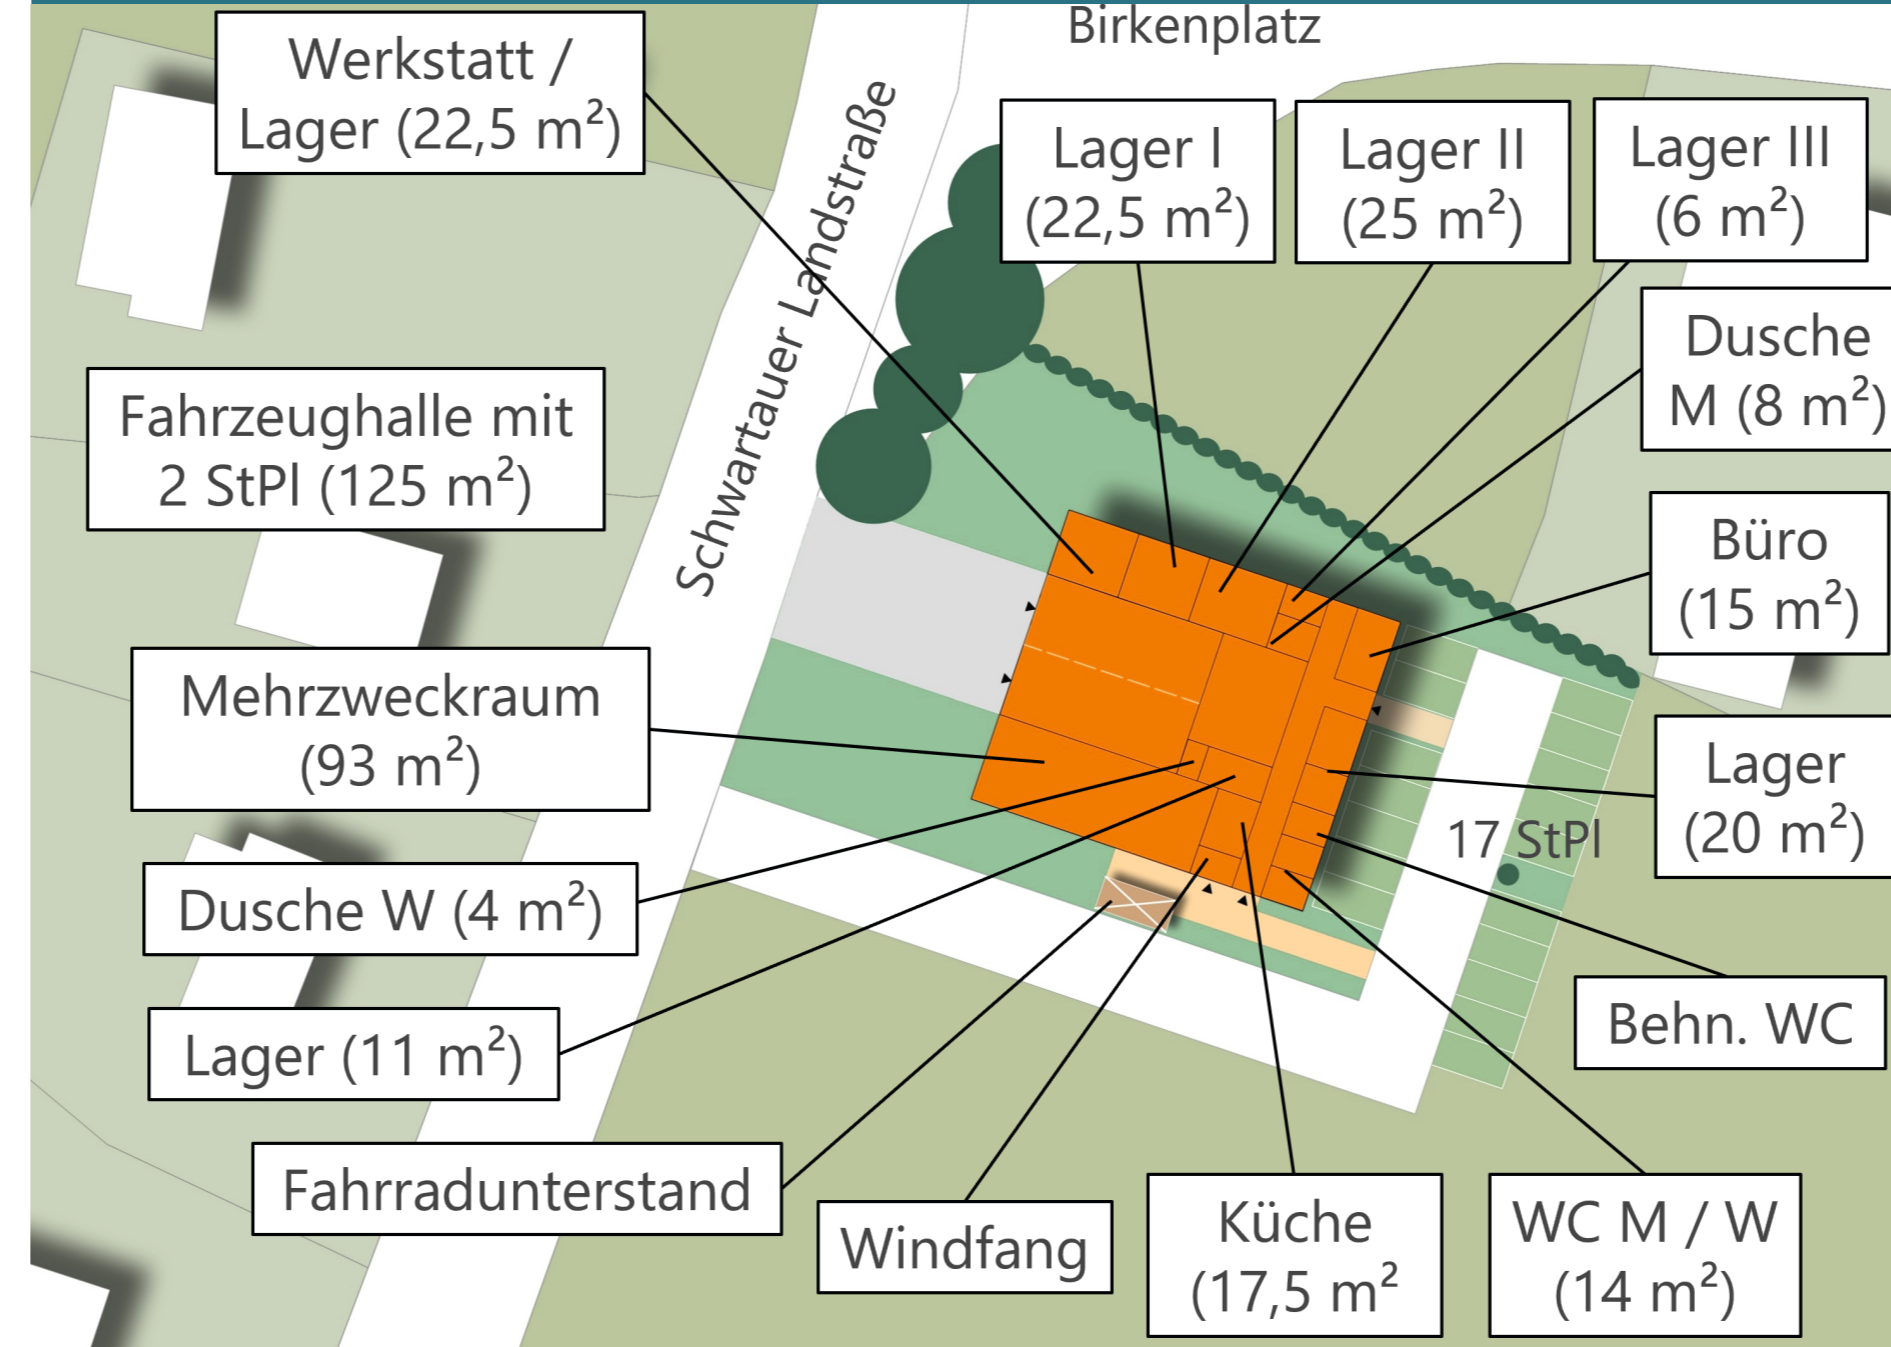 Birkenplatz
Werkstatt /
Lager (22,5 m²)
Lager I
(22,5 m²)
Lager II
(25 m²)
Lager III
(6 m²)
Schwartauer Landstraße
Dusche
M (8 m²)
Fahrzeughalle mit
2 StPl (125 m²)
Büro
(15 m²)
Mehrzweckraum
(93 m²)
Lager
(20 m²)
17 StPl
Dusche W (4 m²)
Behn. WC
Lager (11 m²)
Fahrradunterstand
Windfang
Küche
(17,5 m²
WC M / W
(14 m²)